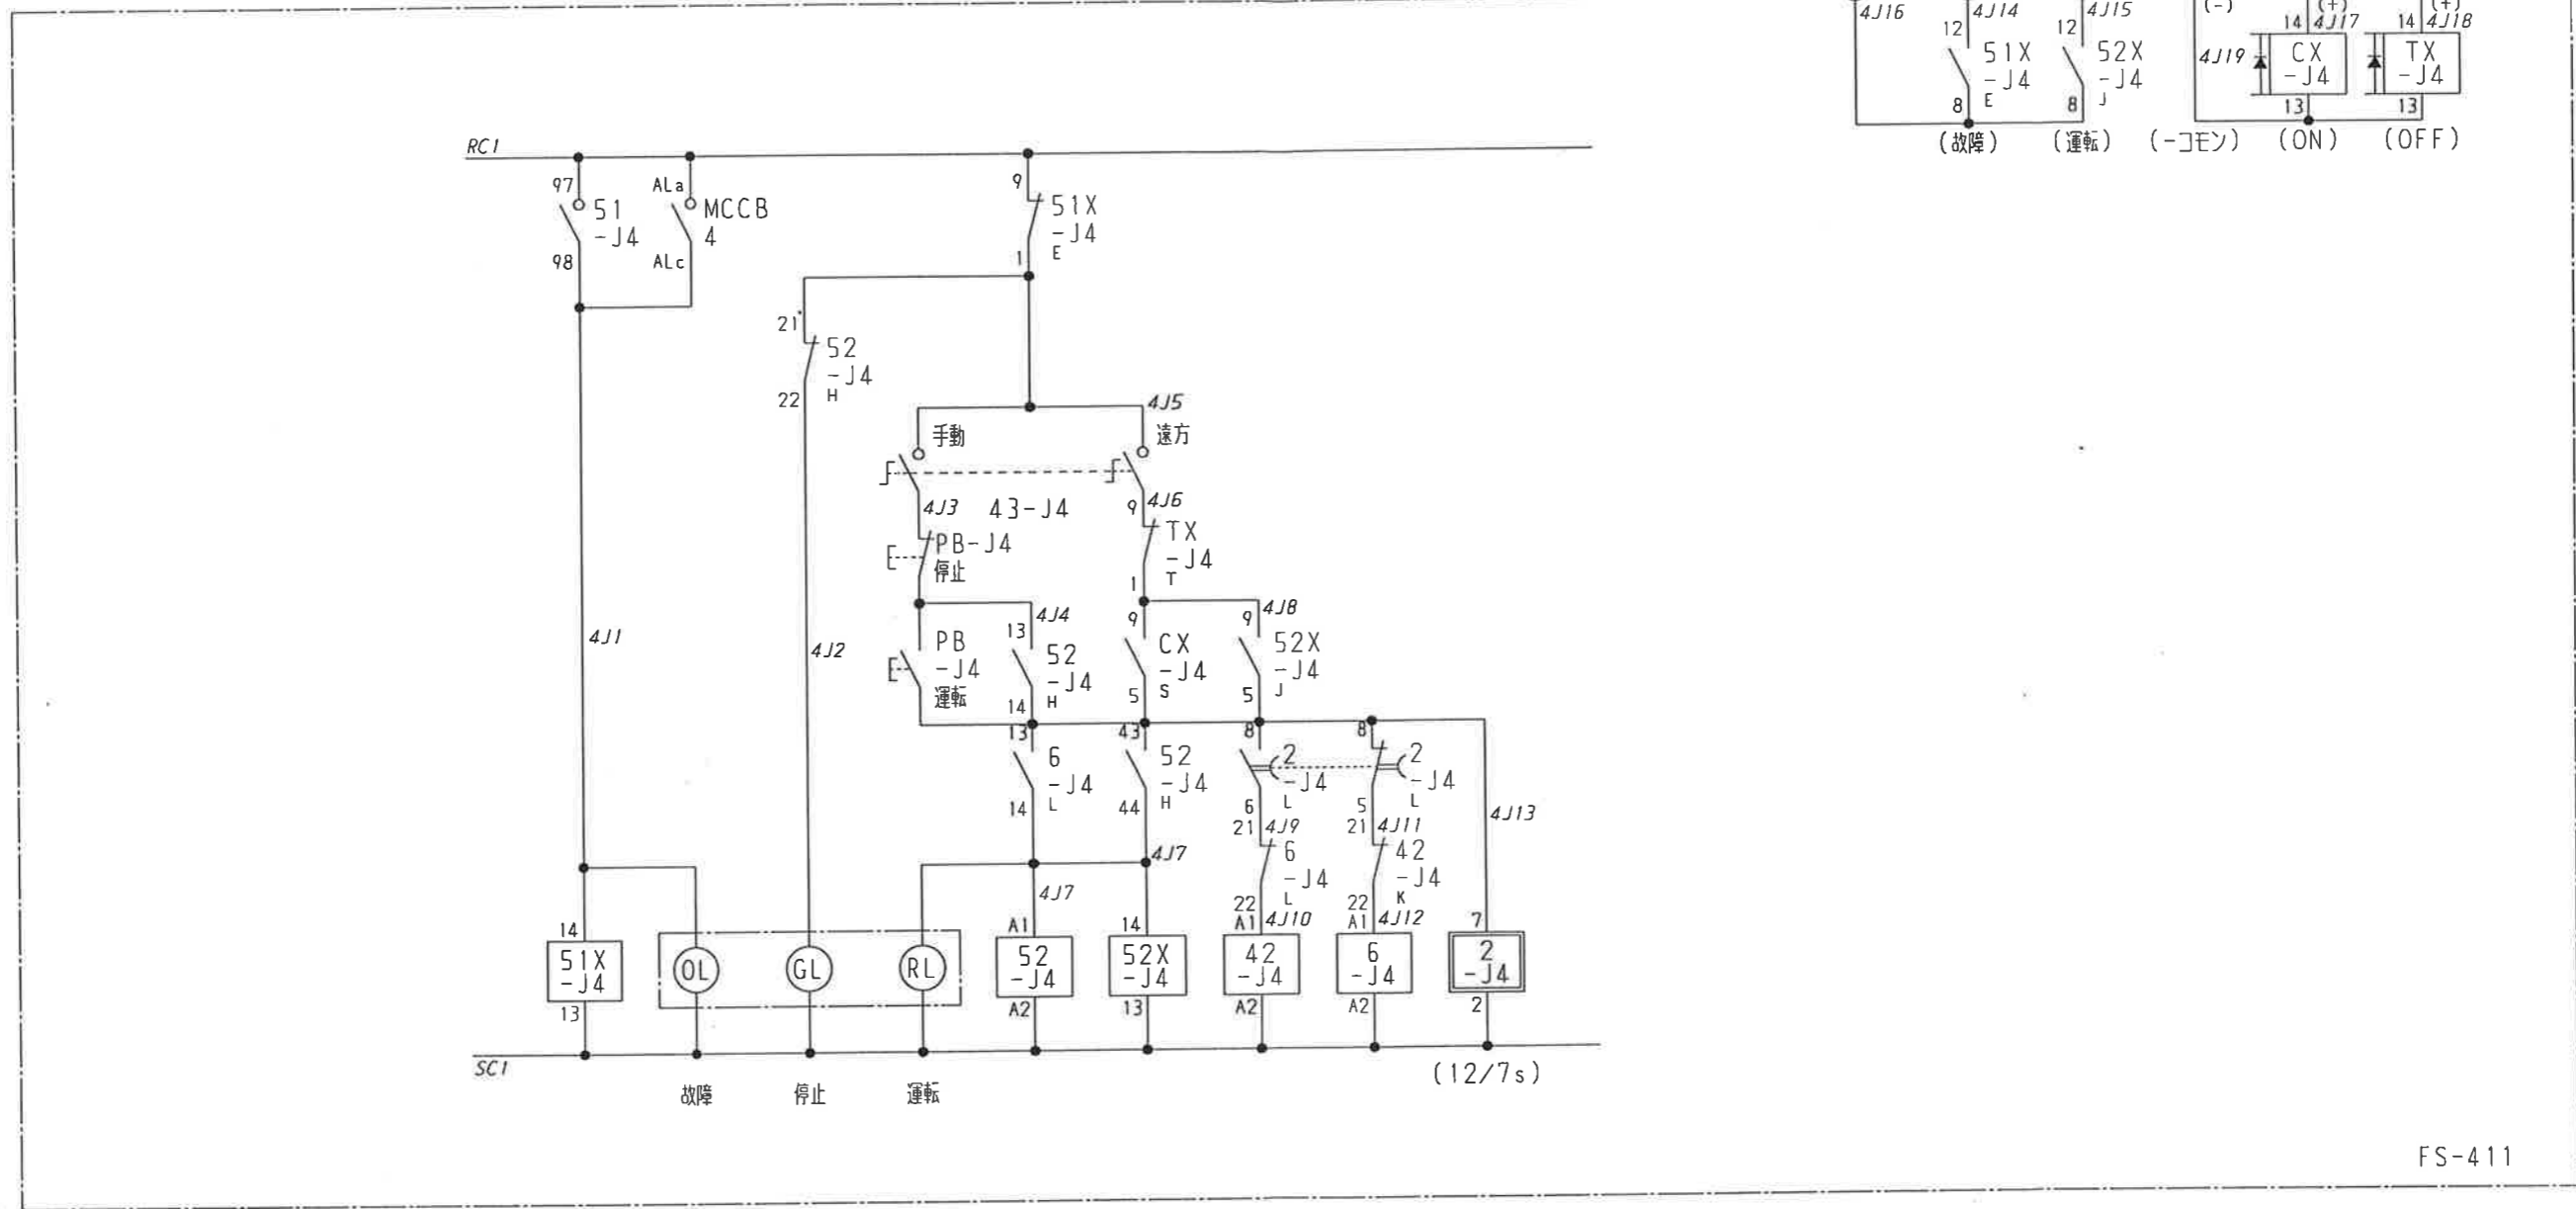 4J16
4J14
4J15
(-)
(+)
(+)
12
12
14
4J17
14
4J18
51X
-J4
E
52X
-J4
J
4J19
CX
-J4
TX
-J4
8
8
13
13
(故障)
(運転)
(-コモン)
(ON)
(OFF)
RC1
97
51
-J4
98
ALa
MCCB
4
ALc
9
51X
-J4
E
1
21
52
-J4
H
22
4J5
手動
遠方
4J3
43-J4
4J6
9
PB-J4
停止
TX
-J4
T
1
4J4
4J8
PB
-J4
運転
13
52
-J4
H
14
9
CX
-J4
S
5
9
52X
-J4
J
5
4J1
4J2
13
6
-J4
L
14
43
52
-J4
H
44
8
2
-J4
L
6
8
2
-J4
L
5
4J13
21
4J9
6
-J4
L
22
21
4J11
42
-J4
K
22
4J7
4J7
14
51X
-J4
13
OL
GL
RL
A1
52
-J4
A2
14
52X
-J4
13
A1
4J10
42
-J4
A2
A1
4J12
6
-J4
A2
7
2
-J4
2
SC1
故障
停止
運転
(12/7s)
FS-411